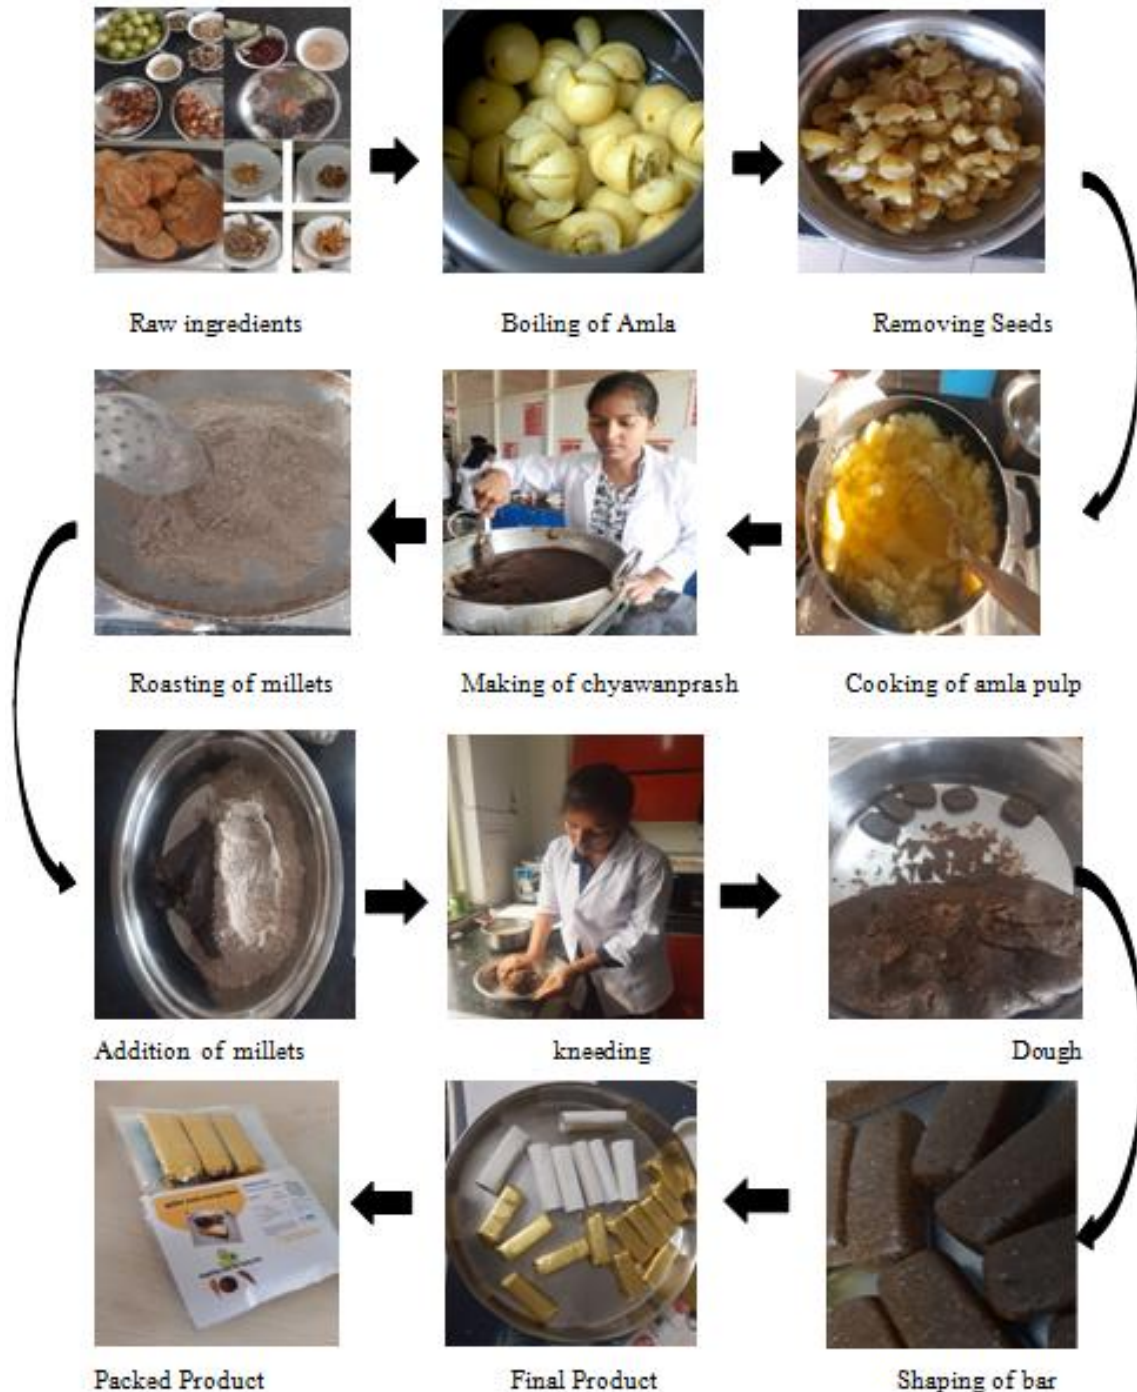 Raw ingredients
Boiling of Amla
Removing Seeds
Cooking of amla pulp
Making of chyawanprash
Roasting of millets
Addition of millets
kneeding
Dough
Shaping of bar
Final Product
Packed Product